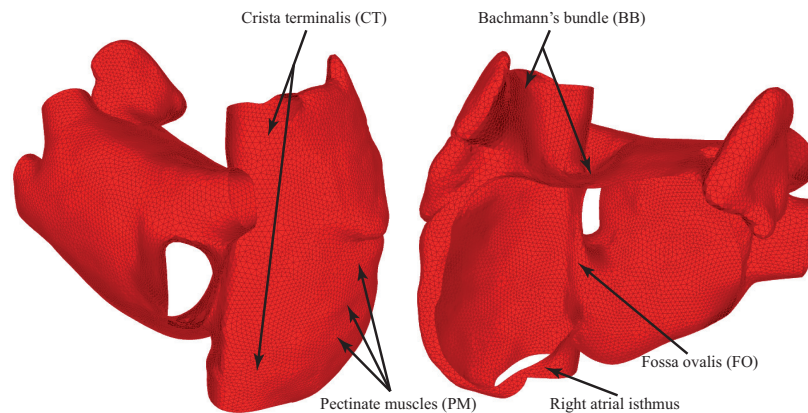 Crista terminalis (CT)
Bachmann's bundle (BB)
Fossa ovalis (FO)
Pectinate muscles (PM)
Right atrial isthmus